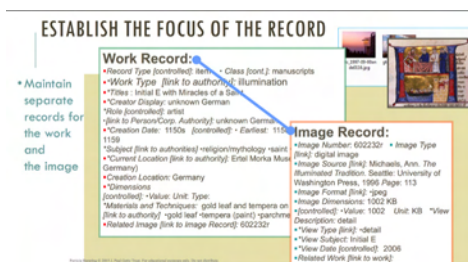 ESTABLISH THE FOCUS OF THE RECORD
•Maintain
separate
records for
the work
and
the image
Work Record:
•Record Type [controlled]: item • Class [cont.]: manuscripts
•*Work Type [link to authority]: illumination
•*Titles : Initial E with Miracles of a Saint
•*Creator Display: unknown German
*Role [controlled]: artist
•[link to Person/Corp. Authority]: unknown German
•*Creation Date: 1150s [controlled]: • Earliest:
1159
*Subject [link to authorities] •religion/mythology •saint
•*Current Location [link to authority]: Ertel Morka
Germany)
•Creation Location: Germany
•*Dimensions
[controlled]: •Value: Unit: Type:
*Materials and Techniques: gold leaf and tempera on
[link to authority] •gold leaf •tempera (paint)
•Related Image [link to Image Record]: 602232r
Image Record:
•Image Number: 602232r • Image Type
[link]: digital image
•Image Source [link]: Michaels, Ann. The
Illuminated Tradition. Seattle: University of
Washington Press, 1996 Page: 113
•Image Format [link]: •jpeg
•Image Dimensions: 1002 KB
•[controlled]: •Value: 1002 Unit: KB *View
Description: detail
•*View Type [link]: •detail
•*View Subject: Initial E
•*View Date [controlled]: 2006
•Related Work [link to work]: